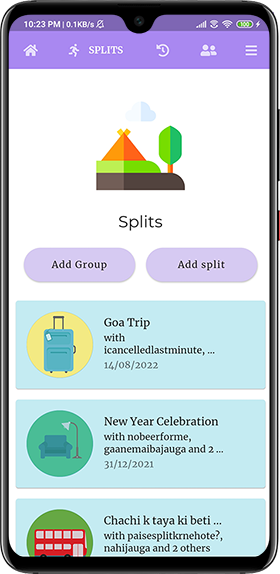 10:23 PM | 0.1KB/s
100
SPLITS
Splits
Add Group
Add split
Goa Trip
with
icancelledlastminute, ...
14/08/2022
New Year Celebration
with nobeerforme,
gaanemaibajauga and 2 ...
31/12/2021
Chachi k taya ki beti ...
with paisesplitkrnehote?,
nahijauga and 2 others